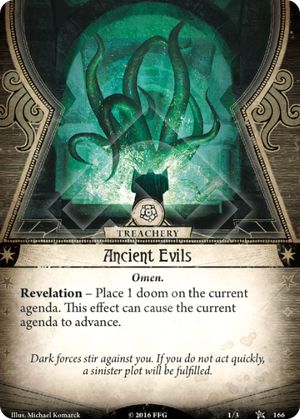 TREACHERY
Ancient Evils
Omen.
Revelation – Place 1 doom on the current
agenda. This effect can cause the current
agenda to advance.
Dark forces stir against you. If you do not act quickly,
a sinister plot will be fulfilled.
Illus. Michael Komarck © 2016 FFG 1/3 166